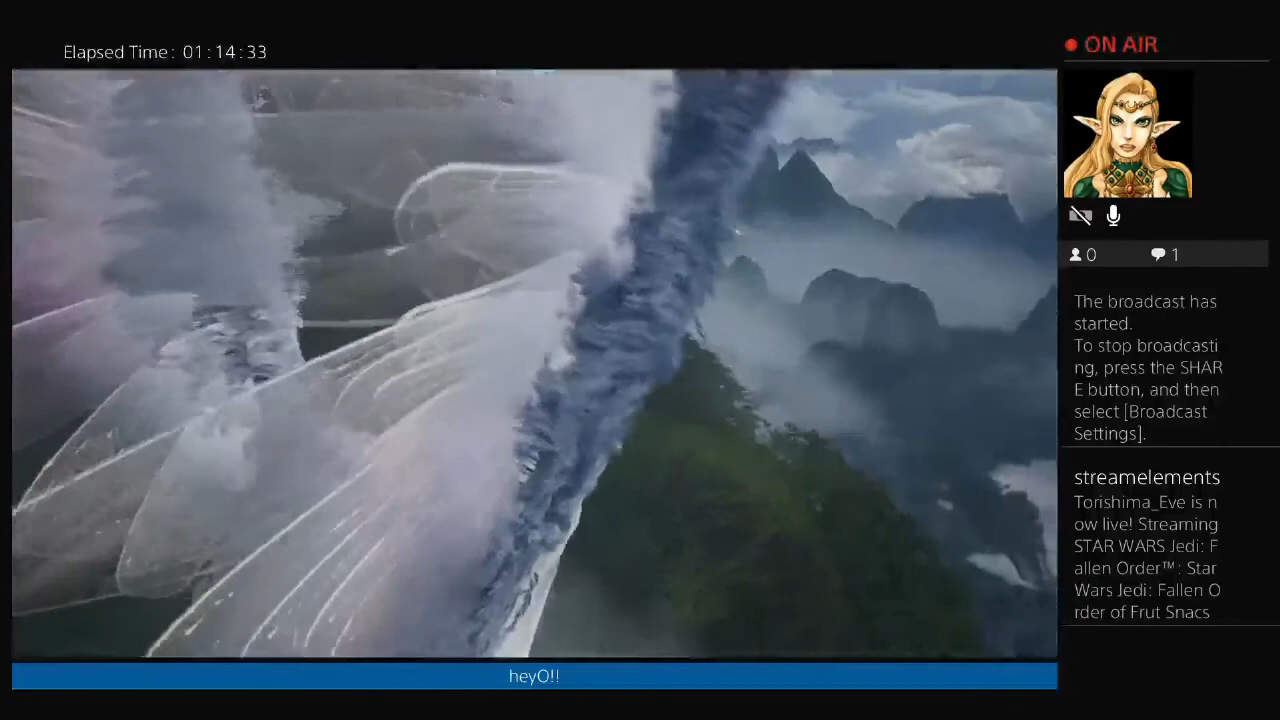 Elapsed Time: 01:14:33
ON AIR
0
1
The broadcast has
started.
To stop broadcasti
ng, press the SHAR
E button, and then
select [Broadcast
Settings].
streamelements
Torishima_Eve is n
ow live! Streaming
STAR WARS Jedi: F
allen Order™: Star
Wars Jedi: Fallen O
rder of Frut Snacs
heyO!!